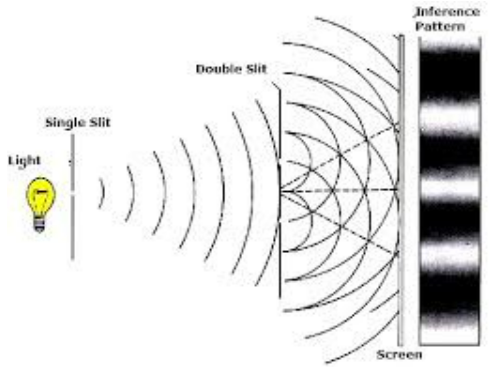 Inference
Pattern
Double Slit
Single Slit
Light
Screen